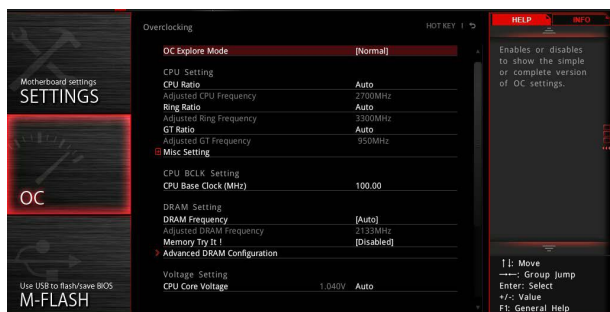 Overclocking
HOT KEY
HELP
INFO
OC Explore Mode [Normal]
CPU Setting
CPU Ratio Auto
Adjusted CPU Frequency 2700MHz
Ring Ratio Auto
Adjusted Ring Frequency 3300MHz
GT Ratio Auto
Adjusted GT Frequency 950MHz
Misc Setting
CPU BCLK Setting
CPU Base Clock (MHz) 100.00
DRAM Setting
DRAM Frequency [Auto]
Adjusted DRAM Frequency 2133MHz
Memory Try It ! [Disabled]
Advanced DRAM Configuration
Voltage Setting
CPU Core Voltage 1.040V Auto
Motherboard settings
SETTINGS
OC
Use USB to flash/save BIOS
M-FLASH
Enables or disables
to show the simple
or complete version
of OC settings.
↑↓: Move
→←: Group Jump
Enter: Select
+/-: Value
F1: General Help